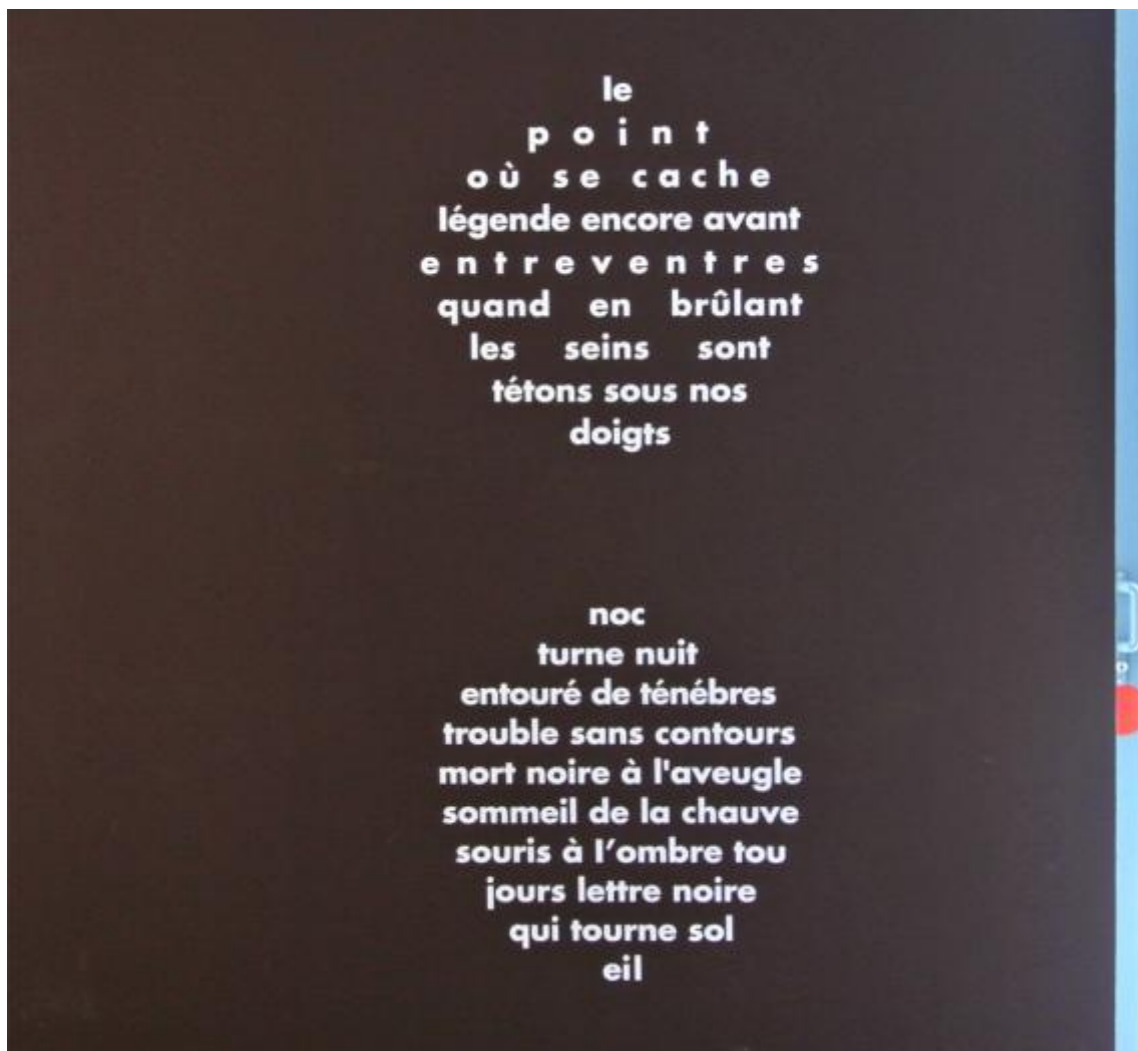 le
point
où se cache
légende encore avant
entreventres
quand en brûlant
les seins sont
tétons sous nos
doigts
noc
turne nuit
entouré de ténébres
trouble sans contours
mort noire à l'aveugle
sommeil de la chauve
souris à l’ombre tou
jours lettre noire
qui tourne sol
eil